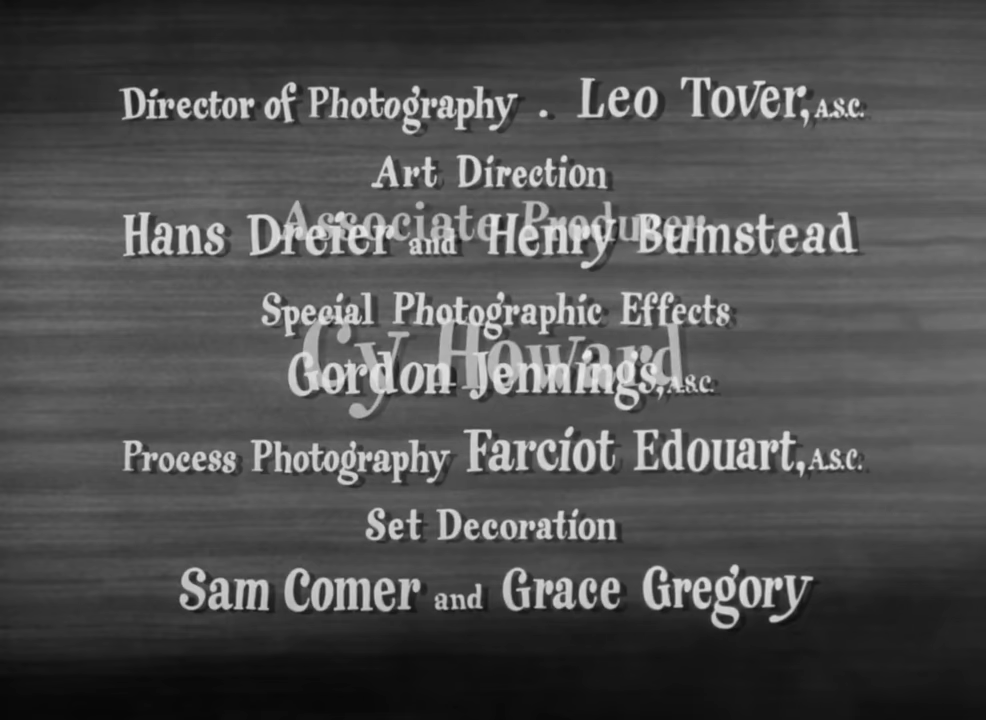 Director of Photography . Leo Tover, A.S.C.
Art Direction
Associate Producer
Hans Dreier and Henry Bumstead
Special Photographic Effects
Cy Howard
Gordon Jennings, A.S.C.
Process Photography Farciot Edouart, A.S.C.
Set Decoration
Sam Comer and Grace Gregory